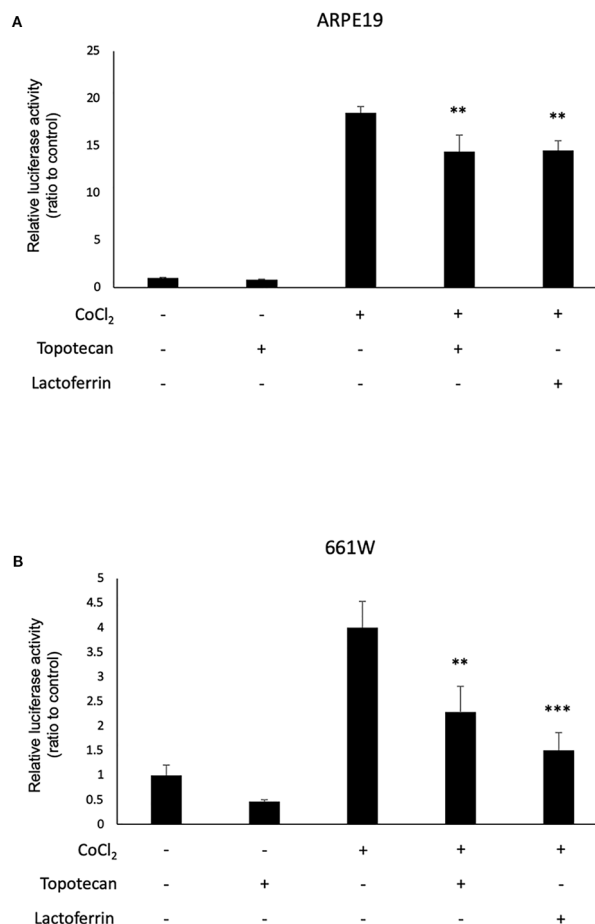 A
ARPE19
Relative luciferase activity
(ratio to control)
25
20
15
10
5
0
** **
CoCl2 - - + + +
Topotecan - + - + -
Lactoferrin - - - - +
B
661W
Relative luciferase activity
(ratio to control)
5
4.5
4
3.5
3
2.5
2
1.5
1
0.5
0
**
***
CoCl2 - - + + +
Topotecan - + - + -
Lactoferrin - - - - +